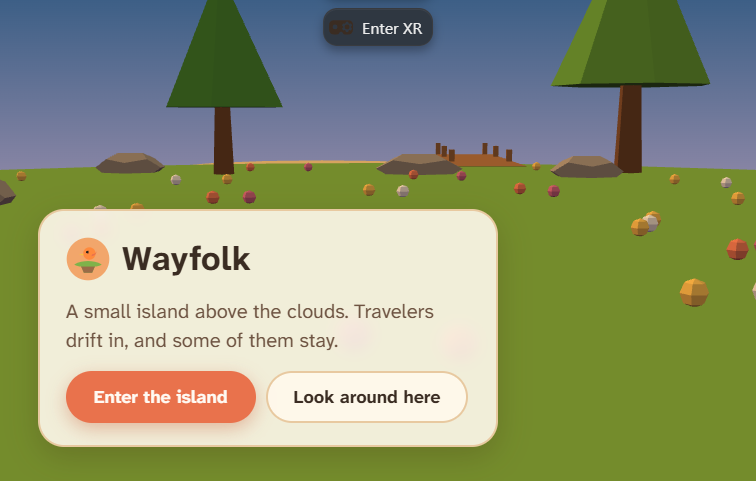 Enter XR
Wayfolk
A small island above the clouds. Travelers
drift in, and some of them stay.
Enter the island
Look around here